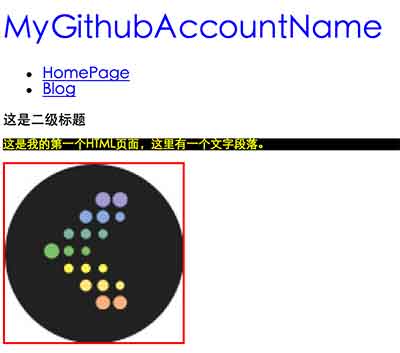 MyGithubAccountName
HomePage
Blog
这是二级标题
这是我的第一个HTML页面，这里有一个文字段落。